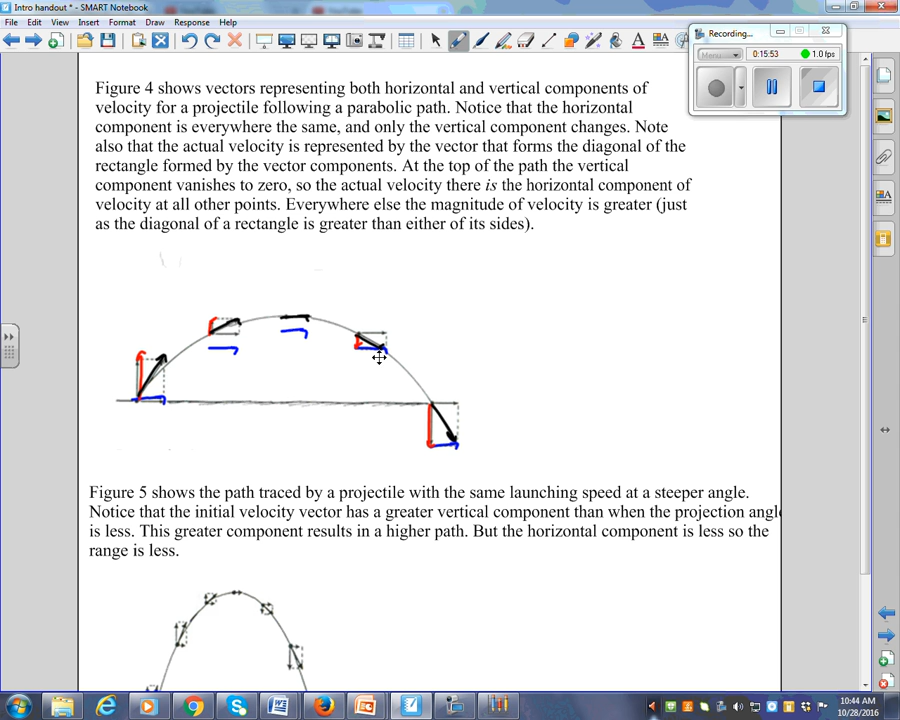 Intro handout * - SMART Notebook
File Edit View Insert Format Draw Response Help
Recording...
Menu
0:15:53
1.0 fps
Figure 4 shows vectors representing both horizontal and vertical components of
velocity for a projectile following a parabolic path. Notice that the horizontal
component is everywhere the same, and only the vertical component changes. Note
also that the actual velocity is represented by the vector that forms the diagonal of the
rectangle formed by the vector components. At the top of the path the vertical
component vanishes to zero, so the actual velocity there is the horizontal component of
velocity at all other points. Everywhere else the magnitude of velocity is greater (just
as the diagonal of a rectangle is greater than either of its sides).
Figure 5 shows the path traced by a projectile with the same launching speed at a steeper angle.
Notice that the initial velocity vector has a greater vertical component than when the projection angle
is less. This greater component results in a higher path. But the horizontal component is less so the
range is less.
10:44 AM
10/28/2016